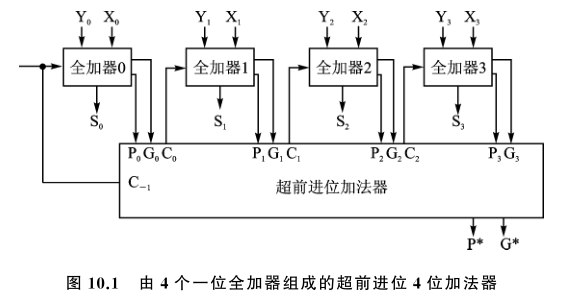 Y₀ X₀ Y₁ X₁ Y₂ X₂ Y₃ X₃
全加器0 全加器1 全加器2 全加器3
S₀ S₁ S₂ S₃
P₀ G₀ C₀ P₁ G₁ C₁ P₂ G₂ C₂ P₃ G₃
C₋₁ 超前进位加法器
P* G*
图 10.1 由 4 个一位全加器组成的超前进位 4 位加法器